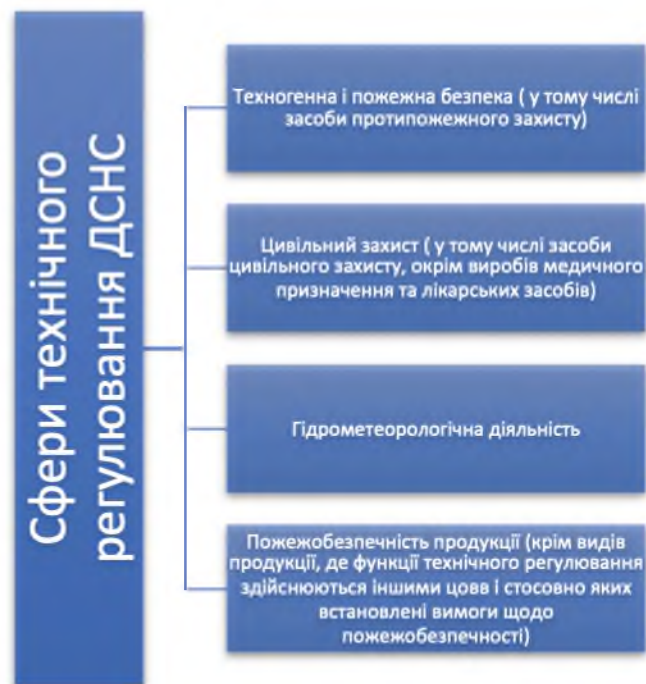 Сфери технічного
регулювання ДСНС
Техногенна і пожежна безпека ( у тому числі
засоби протипожежного захисту)
Цивільний захист ( у тому числі засоби
цивільного захисту, окрім виробів медичного
призначення та лікарських засобів)
Гідрометеорологічна діяльність
Пожежобезпечність продукції (крім видів
продукції, де функції технічного регулювання
здійснюються іншими цовв і стосовно яких
встановлені вимоги щодо
пожежобезпечності)